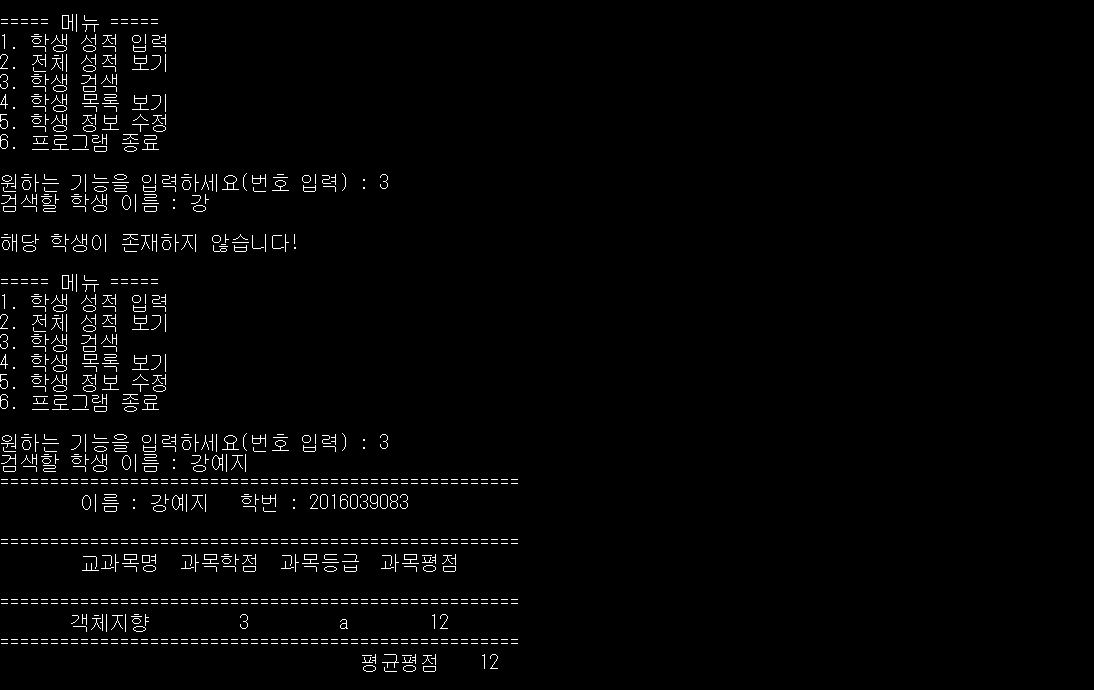 ===== 메뉴 =====
1. 학생 성적 입력
2. 전체 성적 보기
3. 학생 검색
4. 학생 목록 보기
5. 학생 정보 수정
6. 프로그램 종료
원하는 기능을 입력하세요(번호 입력) : 3
검색할 학생 이름 : 강
해당 학생이 존재하지 않습니다!
===== 메뉴 =====
1. 학생 성적 입력
2. 전체 성적 보기
3. 학생 검색
4. 학생 목록 보기
5. 학생 정보 수정
6. 프로그램 종료
원하는 기능을 입력하세요(번호 입력) : 3
검색할 학생 이름 : 강예지
====================================================
이름 : 강예지 학번 : 2016039083
====================================================
교과목명 과목학점 과목등급 과목평점
====================================================
객체지향 3 a 12
====================================================
평균평점 12